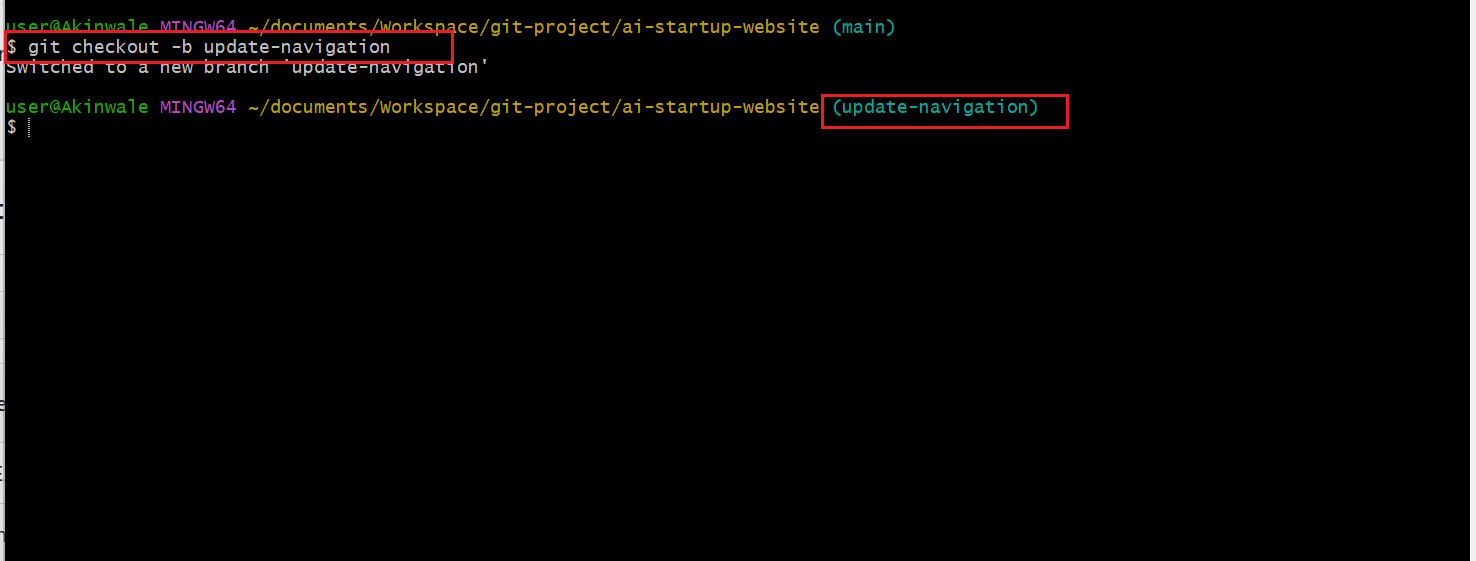 user@Akinwale MINGW64 ~/documents/Workspace/git-project/ai-startup-website (main)
$ git checkout -b update-navigation
Switched to a new branch 'update-navigation'
user@Akinwale MINGW64 ~/documents/Workspace/git-project/ai-startup-website (update-navigation)
$